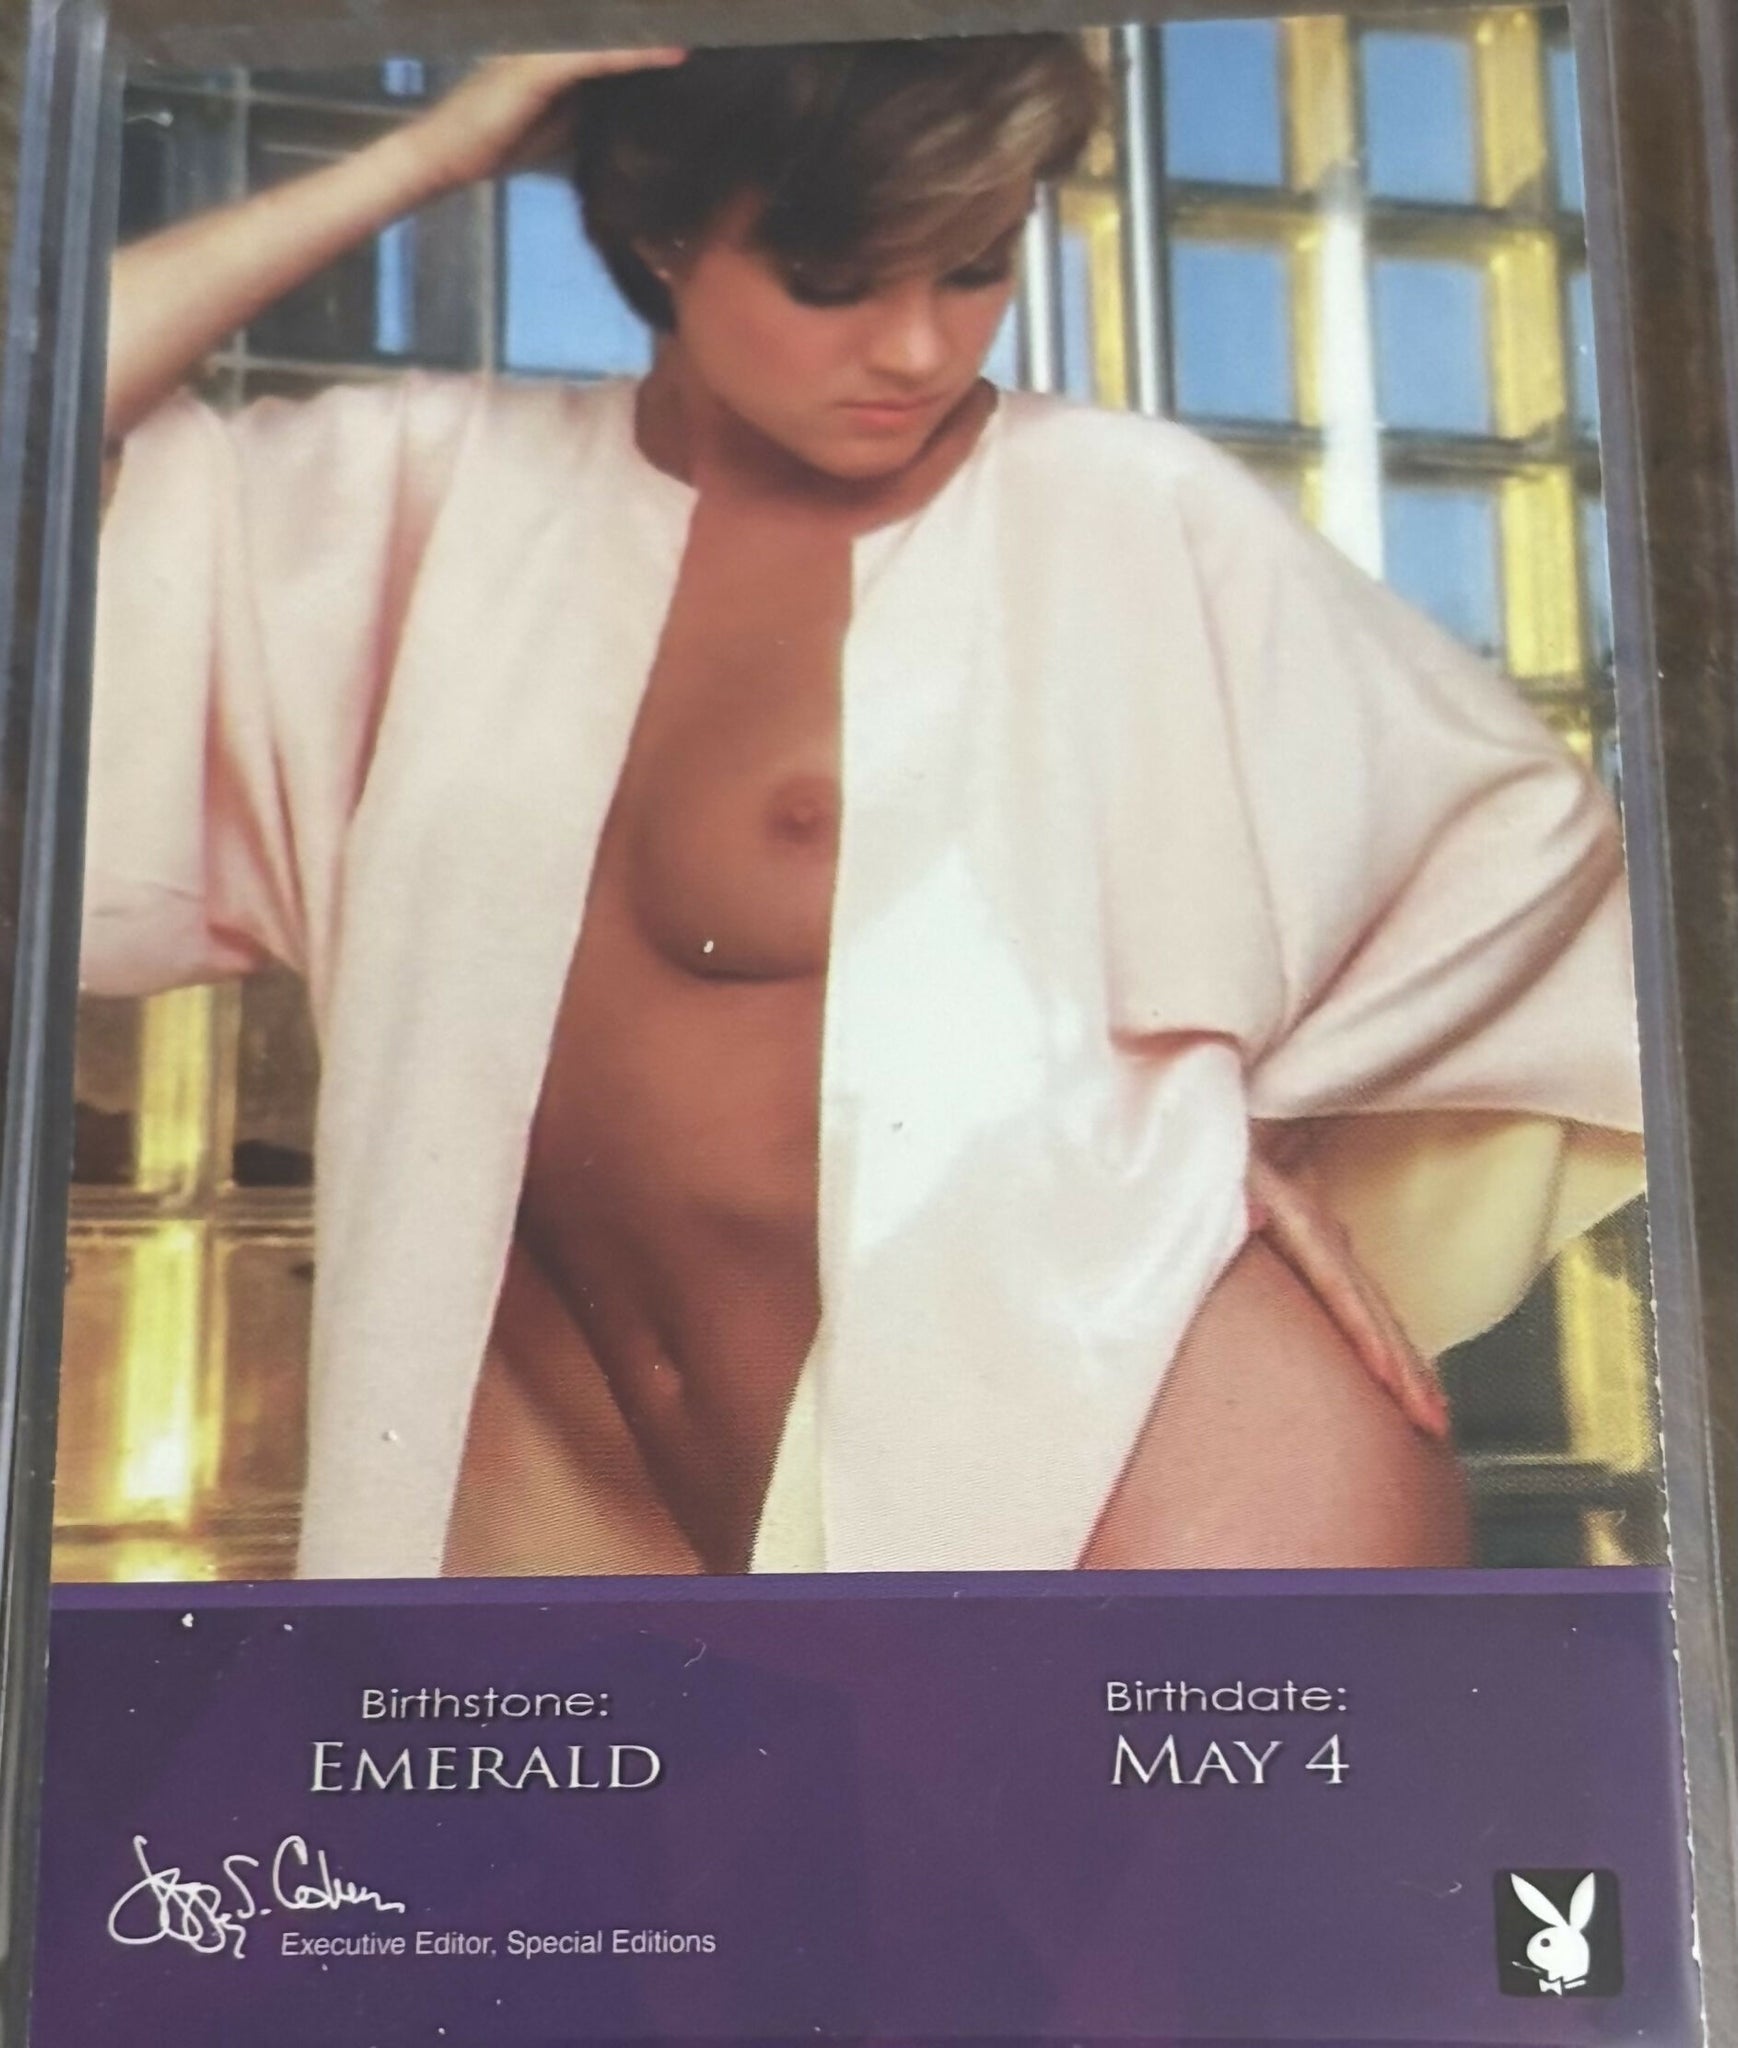 Birthstone:
EMERALD
Birthdate:
MAY 4
Executive Editor, Special Editions